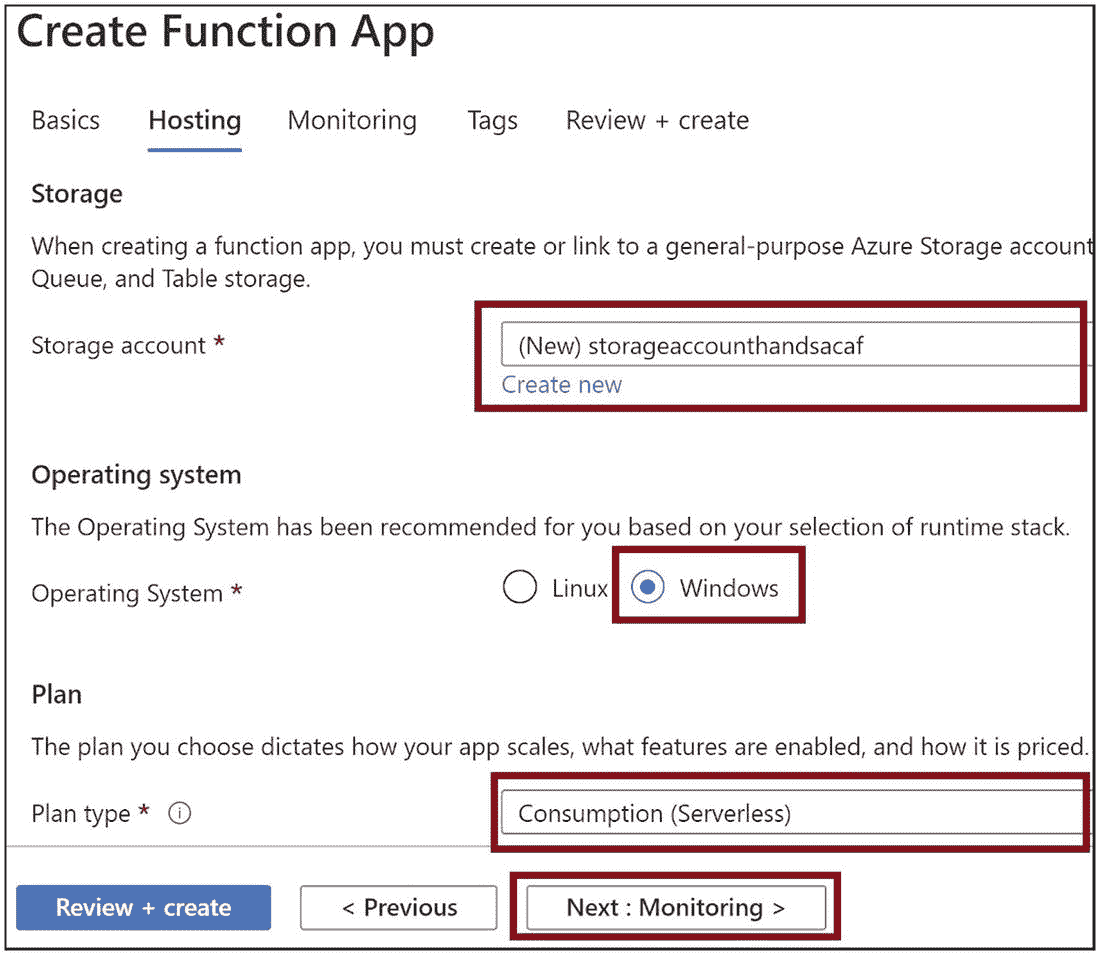 Create Function App
Basics Hosting Monitoring Tags Review + create
Storage
When creating a function app, you must create or link to a general-purpose Azure Storage account
Queue, and Table storage.
Storage account * (New) storageaccounthandsacaf
Create new
Operating system
The Operating System has been recommended for you based on your selection of runtime stack.
Operating System * Linux Windows
Plan
The plan you choose dictates how your app scales, what features are enabled, and how it is priced.
Plan type * i Consumption (Serverless)
Review + create < Previous Next : Monitoring >